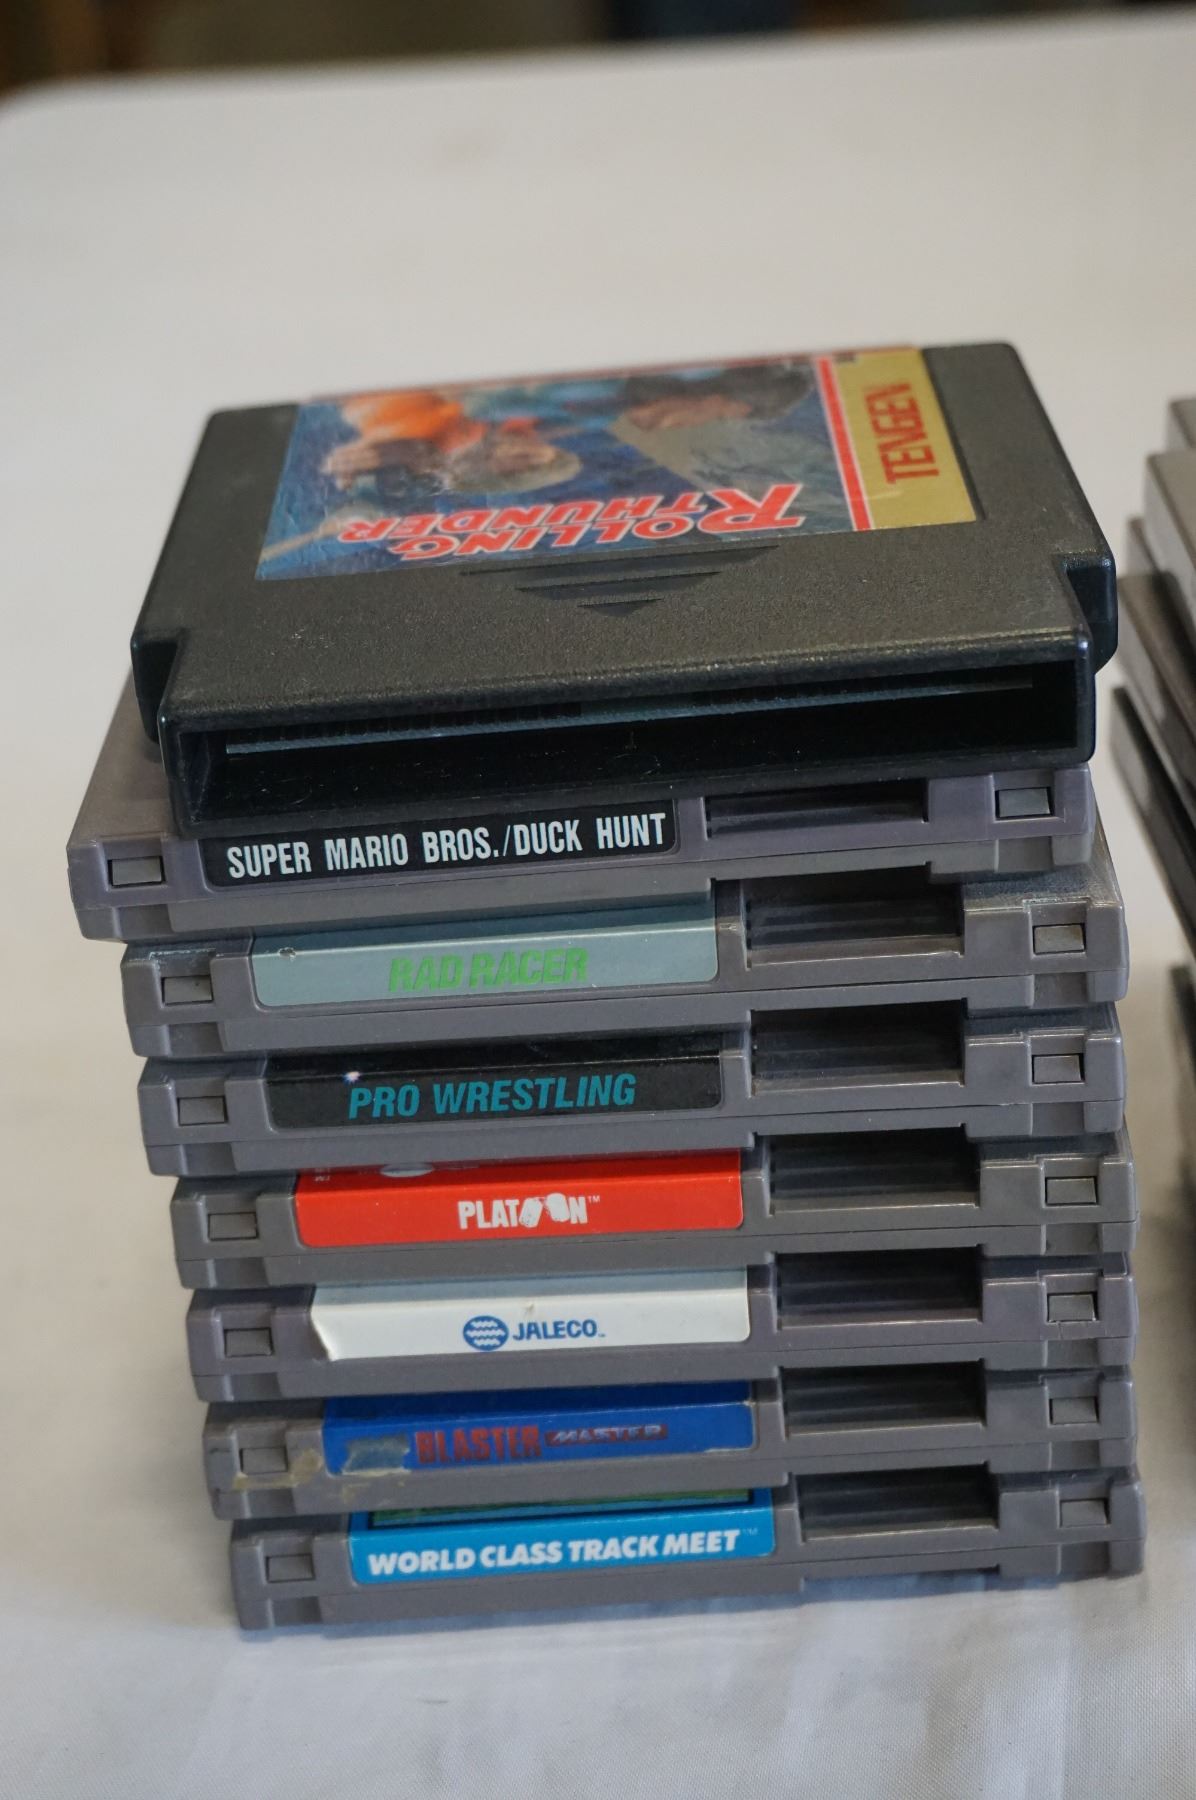 TENGEN
ROLLING
THUNDER
SUPER MARIO BROS./DUCK HUNT
RAD RACER
PRO WRESTLING
PLATOON™
JALECO™
BLASTER MASTER
WORLD CLASS TRACK MEET™